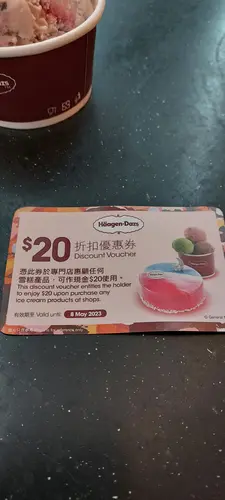 Häagen-Dazs
$20 折扣優惠券
Discount Voucher
憑此券於專門店惠顧任何
雪糕產品，可作現金$20使用。
This discount voucher entitles the holder
to enjoy $20 upon purchase any
ice cream products at shops.
有效期至 Valid until: 8 May 2023